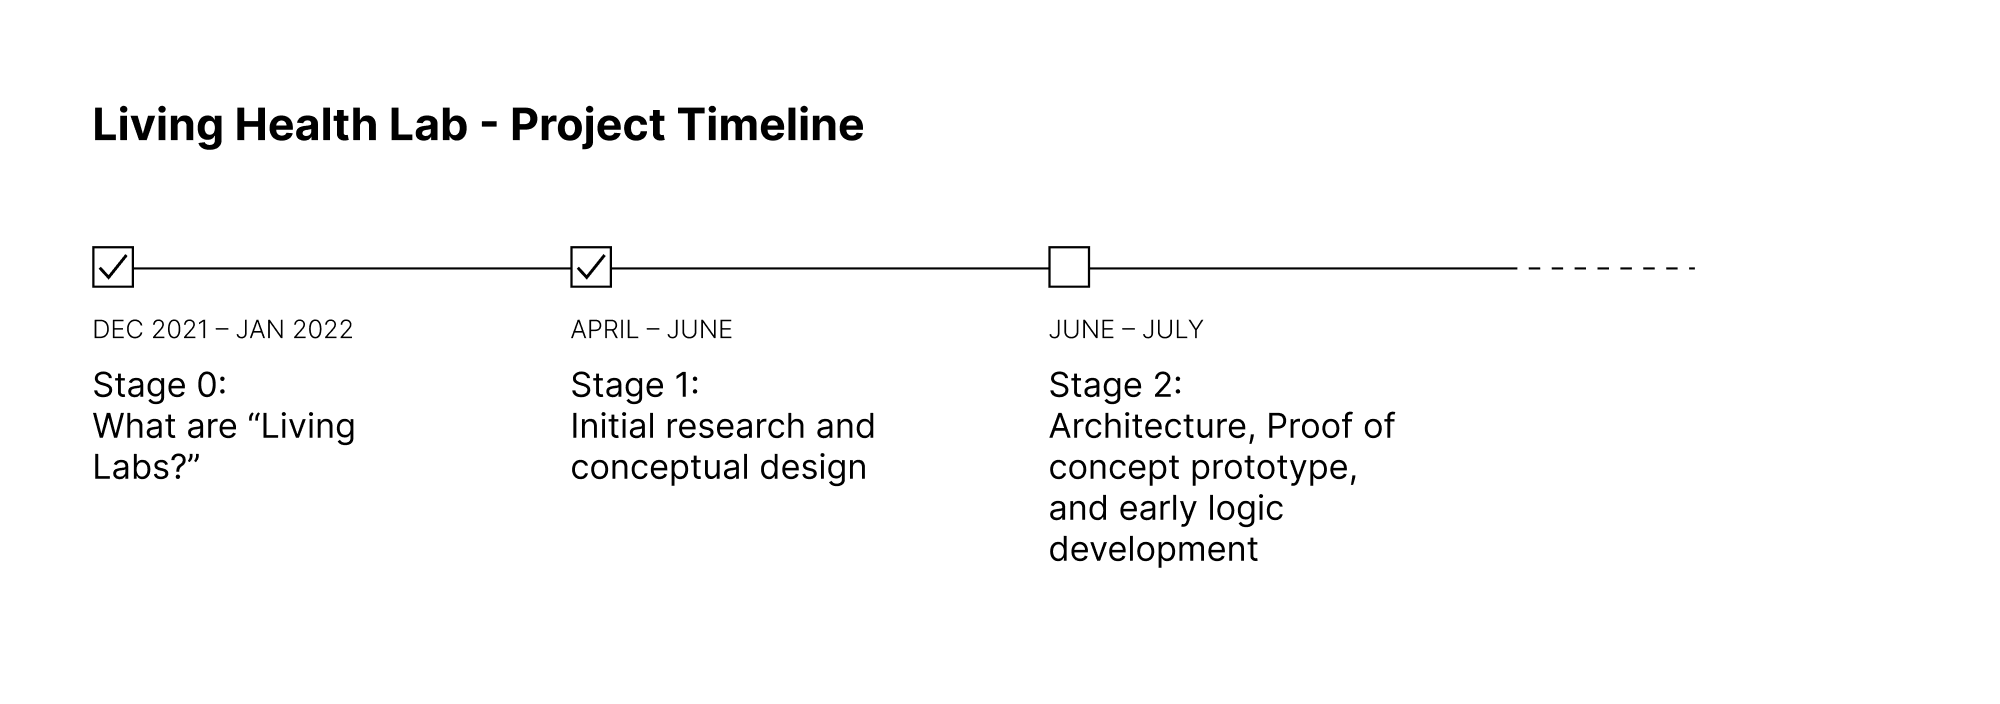 Living Health Lab - Project Timeline
DEC 2021 – JAN 2022
Stage 0:
What are “Living
Labs?”
APRIL – JUNE
Stage 1:
Initial research and
conceptual design
JUNE – JULY
Stage 2:
Architecture, Proof of
concept prototype,
and early logic
development